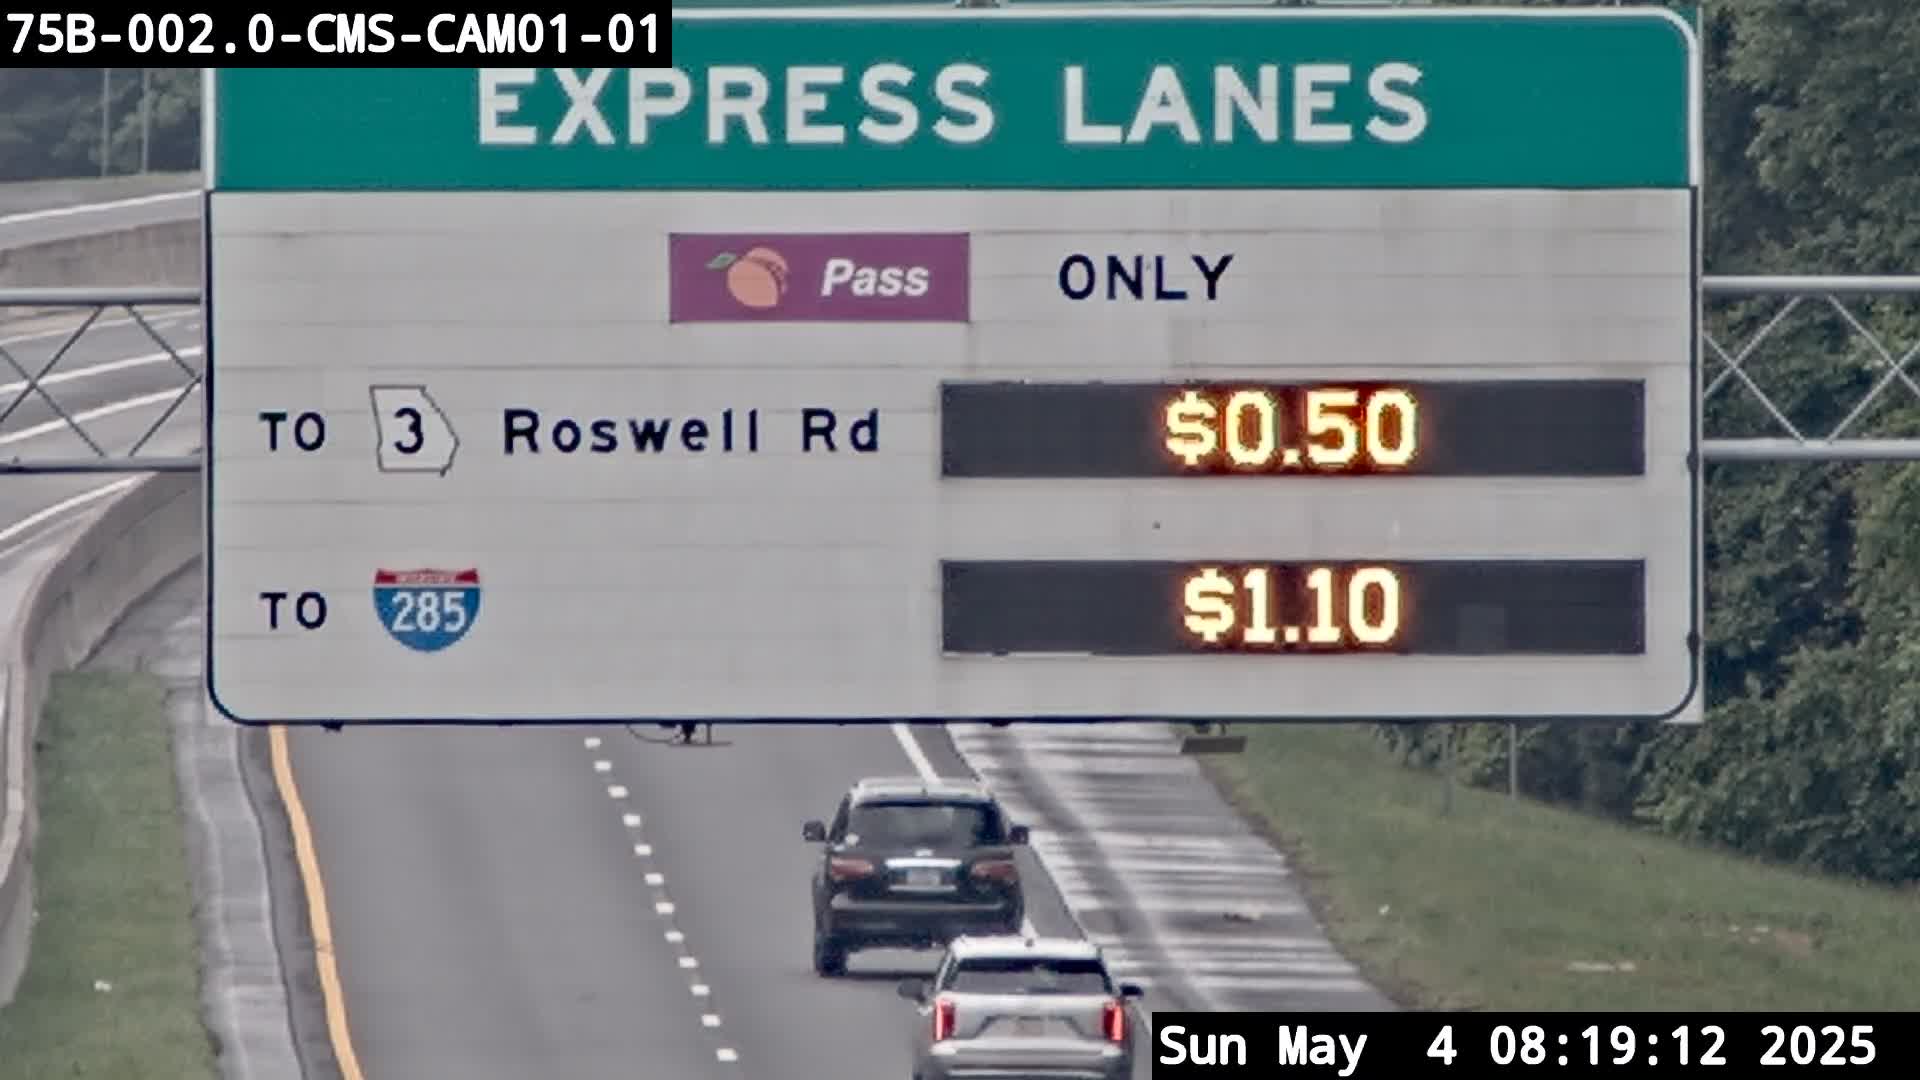 75B-002.0-CMS-CAM01-01
EXPRESS LANES
Pass ONLY
TO 3 Roswell Rd $0.50
TO 285 $1.10
Sun May 4 08:19:12 2025